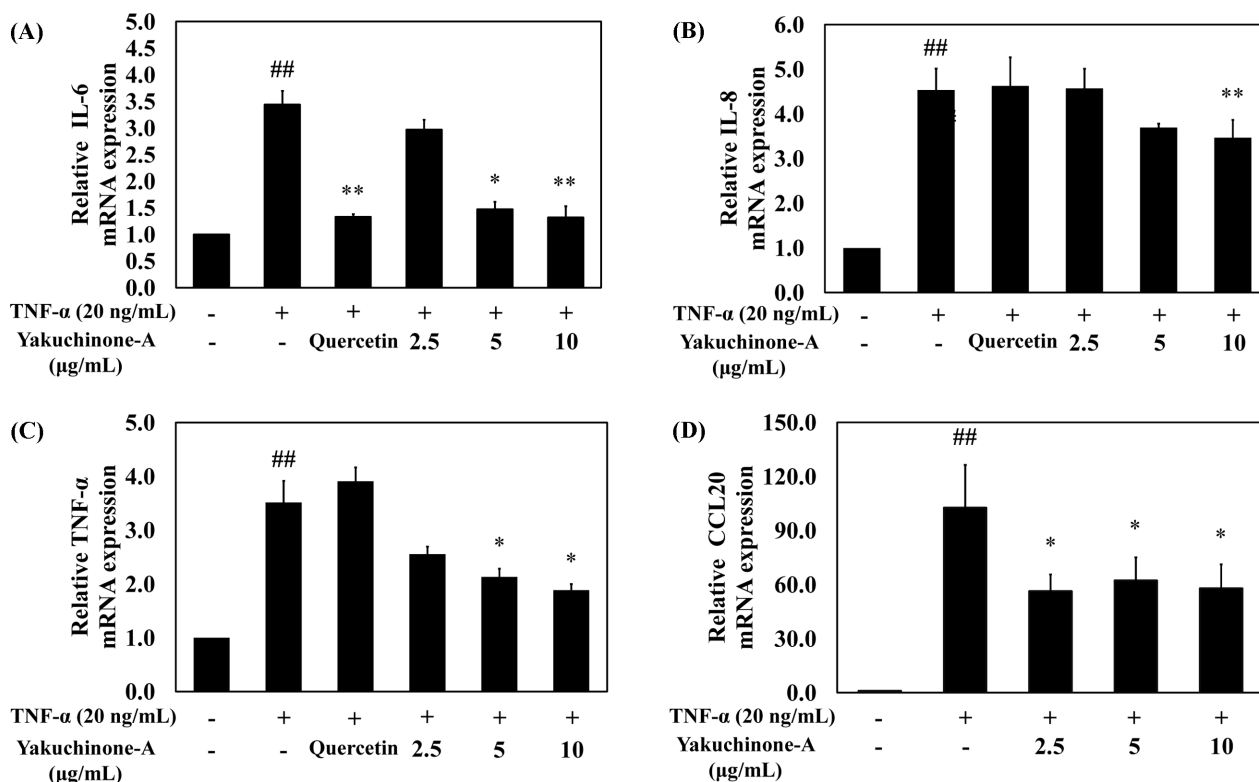 (A)
Relative IL-6
mRNA expression
5.0
4.5
4.0
3.5
3.0
2.5
2.0
1.5
1.0
0.5
0.0
##
**
*
**
TNF-α (20 ng/mL) - + + + + +
Yakuchinone-A - - Quercetin 2.5 5 10
(μg/mL)
(B)
Relative IL-8
mRNA expression
6.0
5.0
4.0
3.0
2.0
1.0
0.0
##
**
TNF-α (20 ng/mL) - + + + + +
Yakuchinone-A - - Quercetin 2.5 5 10
(μg/mL)
(C)
Relative TNF-α
mRNA expression
5.0
4.0
3.0
2.0
1.0
0.0
##
*
*
TNF-α (20 ng/mL) - + + + + +
Yakuchinone-A - - Quercetin 2.5 5 10
(μg/mL)
(D)
Relative CCL20
mRNA expression
150.0
120.0
90.0
60.0
30.0
0.0
##
*
*
*
TNF-α (20 ng/mL) - + + + +
Yakuchinone-A - - 2.5 5 10
(μg/mL)